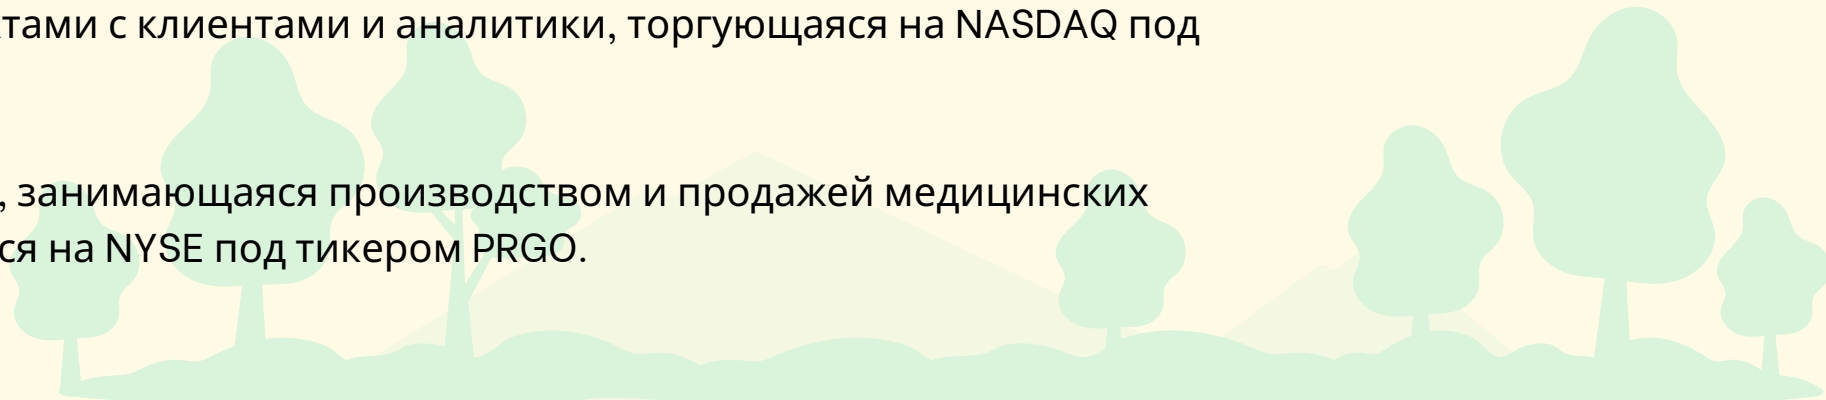 тами с клиентами и аналитики, торгующаяся на NASDAQ под
, занимающаяся производством и продажей медицинских
ся на NYSE под тикером PRGO.